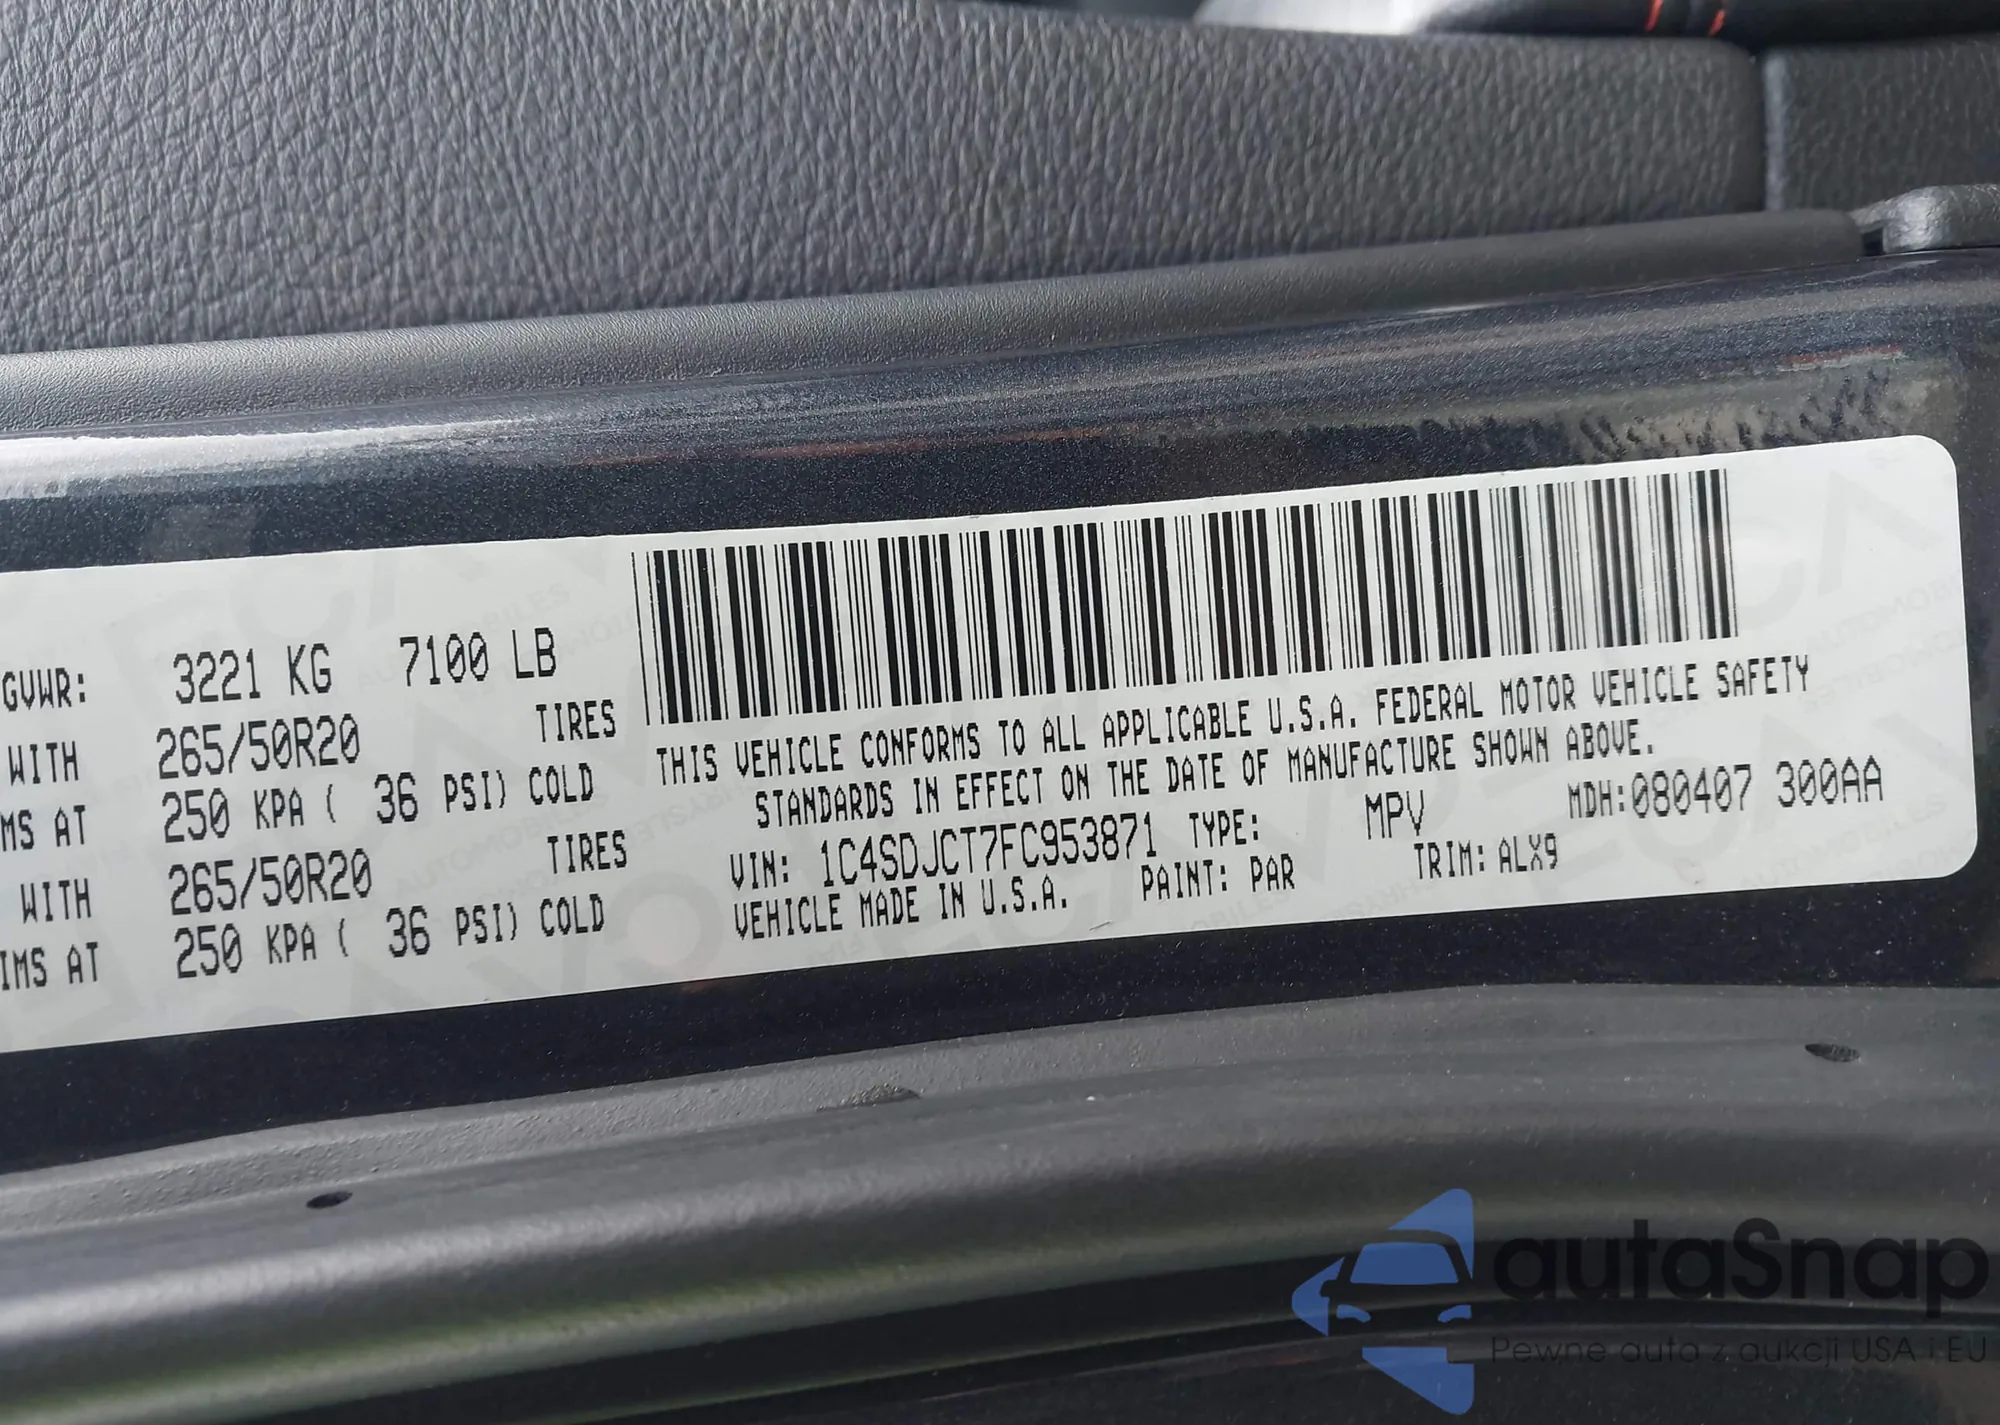 GVWR: 3221 KG 7100 LB
WITH 265/50R20 TIRES
MS AT 250 KPA ( 36 PSI) COLD
WITH 265/50R20 TIRES
IMS AT 250 KPA ( 36 PSI) COLD
THIS VEHICLE CONFORMS TO ALL APPLICABLE U.S.A. FEDERAL MOTOR VEHICLE SAFETY
STANDARDS IN EFFECT ON THE DATE OF MANUFACTURE SHOWN ABOVE.
VIN: 1C4SDJCT7FC953871 TYPE: MPV MDH:080407 300AA
VEHICLE MADE IN U.S.A. PAINT: PAR TRIM: ALX9
autaSnap
Pewne auto z aukcji USA i EU